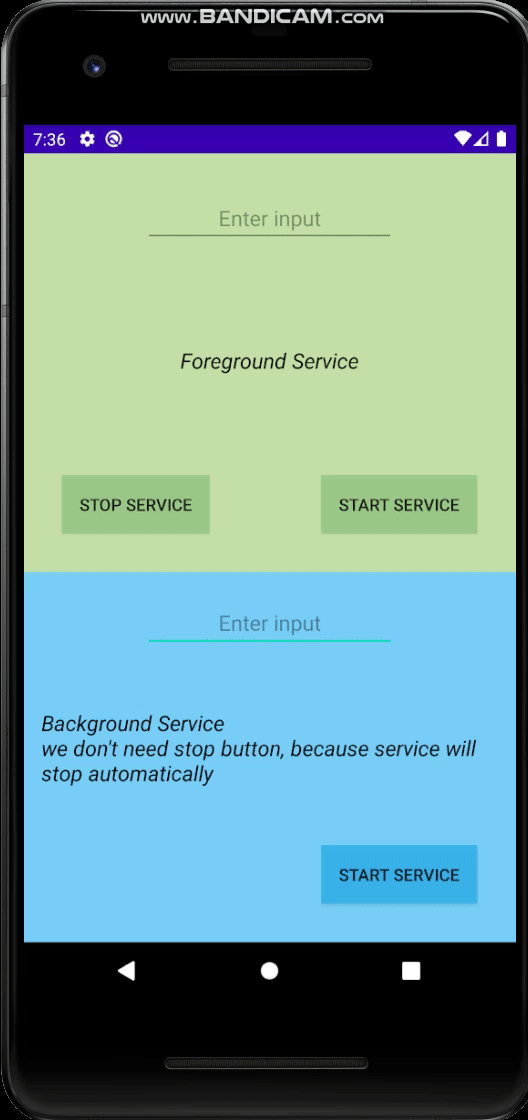 WWW.BANDICAM.COM
7:36
Enter input
Foreground Service
STOP SERVICE
START SERVICE
Enter input
Background Service
we don't need stop button, because service will
stop automatically
START SERVICE